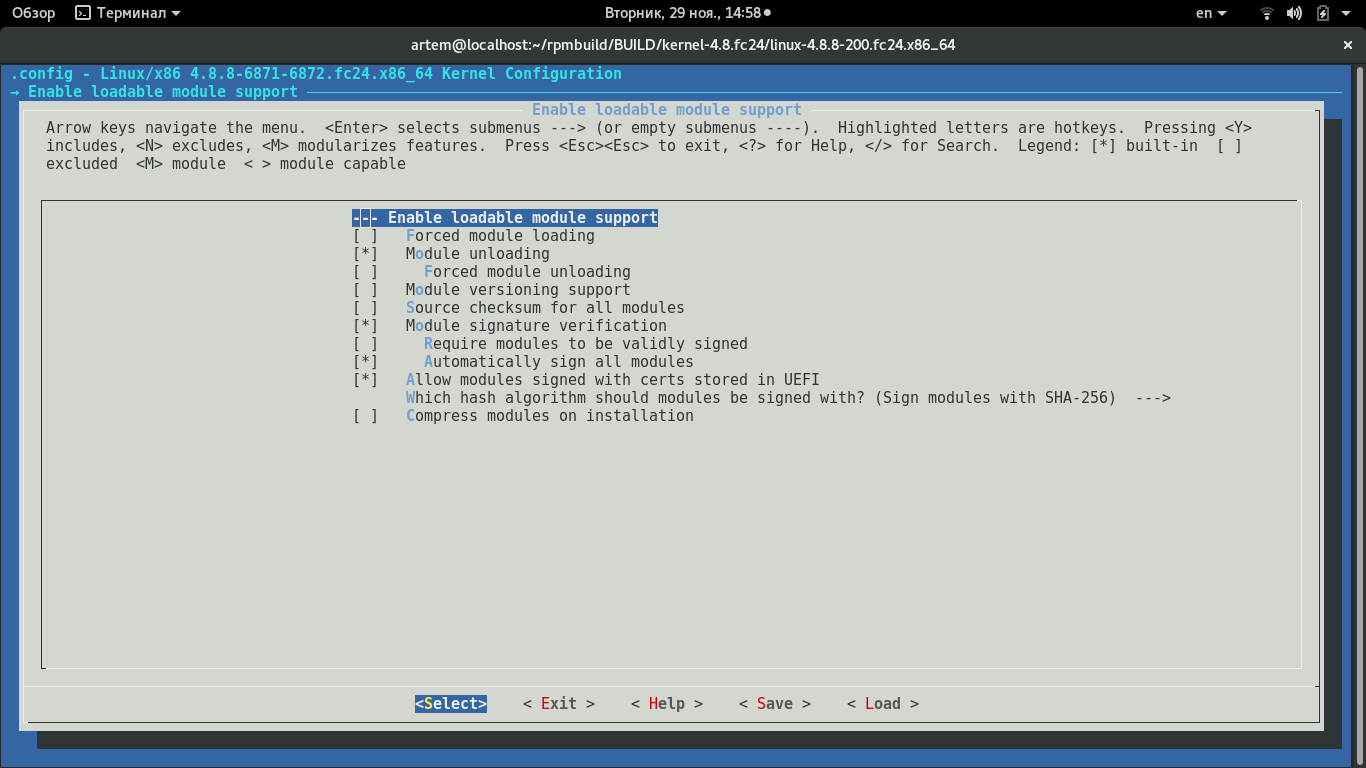 Обзор Терминал Вторник, 29 ноя., 14:58 en
artem@localhost:~/rpmbuild/BUILD/kernel-4.8.fc24/linux-4.8.8-200.fc24.x86_64 ×
.config - Linux/x86 4.8.8-6871-6872.fc24.x86_64 Kernel Configuration
→ Enable loadable module support
Enable loadable module support
Arrow keys navigate the menu.  <Enter> selects submenus ---> (or empty submenus ----).  Highlighted letters are hotkeys.  Pressing <Y>
includes, <N> excludes, <M> modularizes features.  Press <Esc><Esc> to exit, <?> for Help, </> for Search.  Legend: [*] built-in  [ ]
excluded  <M> module  < > module capable
--- Enable loadable module support
[ ]   Forced module loading
[*]   Module unloading
[ ]     Forced module unloading
[ ]   Module versioning support
[ ]   Source checksum for all modules
[*]   Module signature verification
[ ]     Require modules to be validly signed
[*]     Automatically sign all modules
[*]   Allow modules signed with certs stored in UEFI
Which hash algorithm should modules be signed with? (Sign modules with SHA-256)  --->
[ ]   Compress modules on installation
<Select>    < Exit >    < Help >    < Save >    < Load >